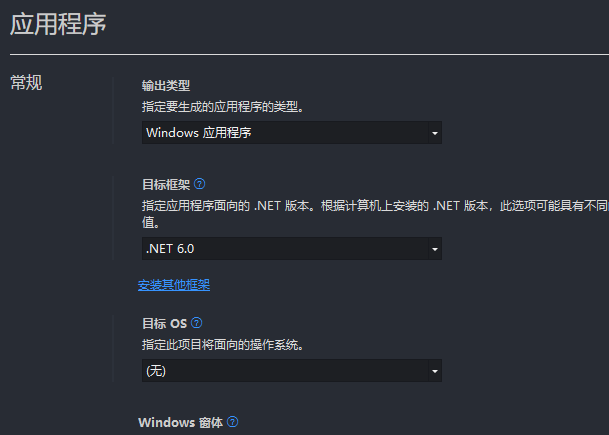 应用程序
常规
输出类型
指定要生成的应用程序的类型。
Windows 应用程序
目标框架
指定应用程序面向的 .NET 版本。根据计算机上安装的 .NET 版本，此选项可能具有不同
值。
.NET 6.0
安装其他框架
目标 OS
指定此项目将面向的操作系统。
(无)
Windows 窗体